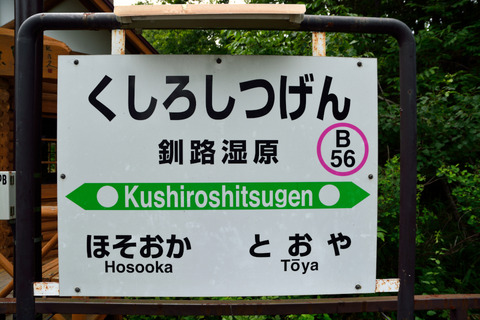 くしろしつげん
釧路湿原
B
56
Kushiroshitsugen
ほそおか とおや
Hosooka Tōya